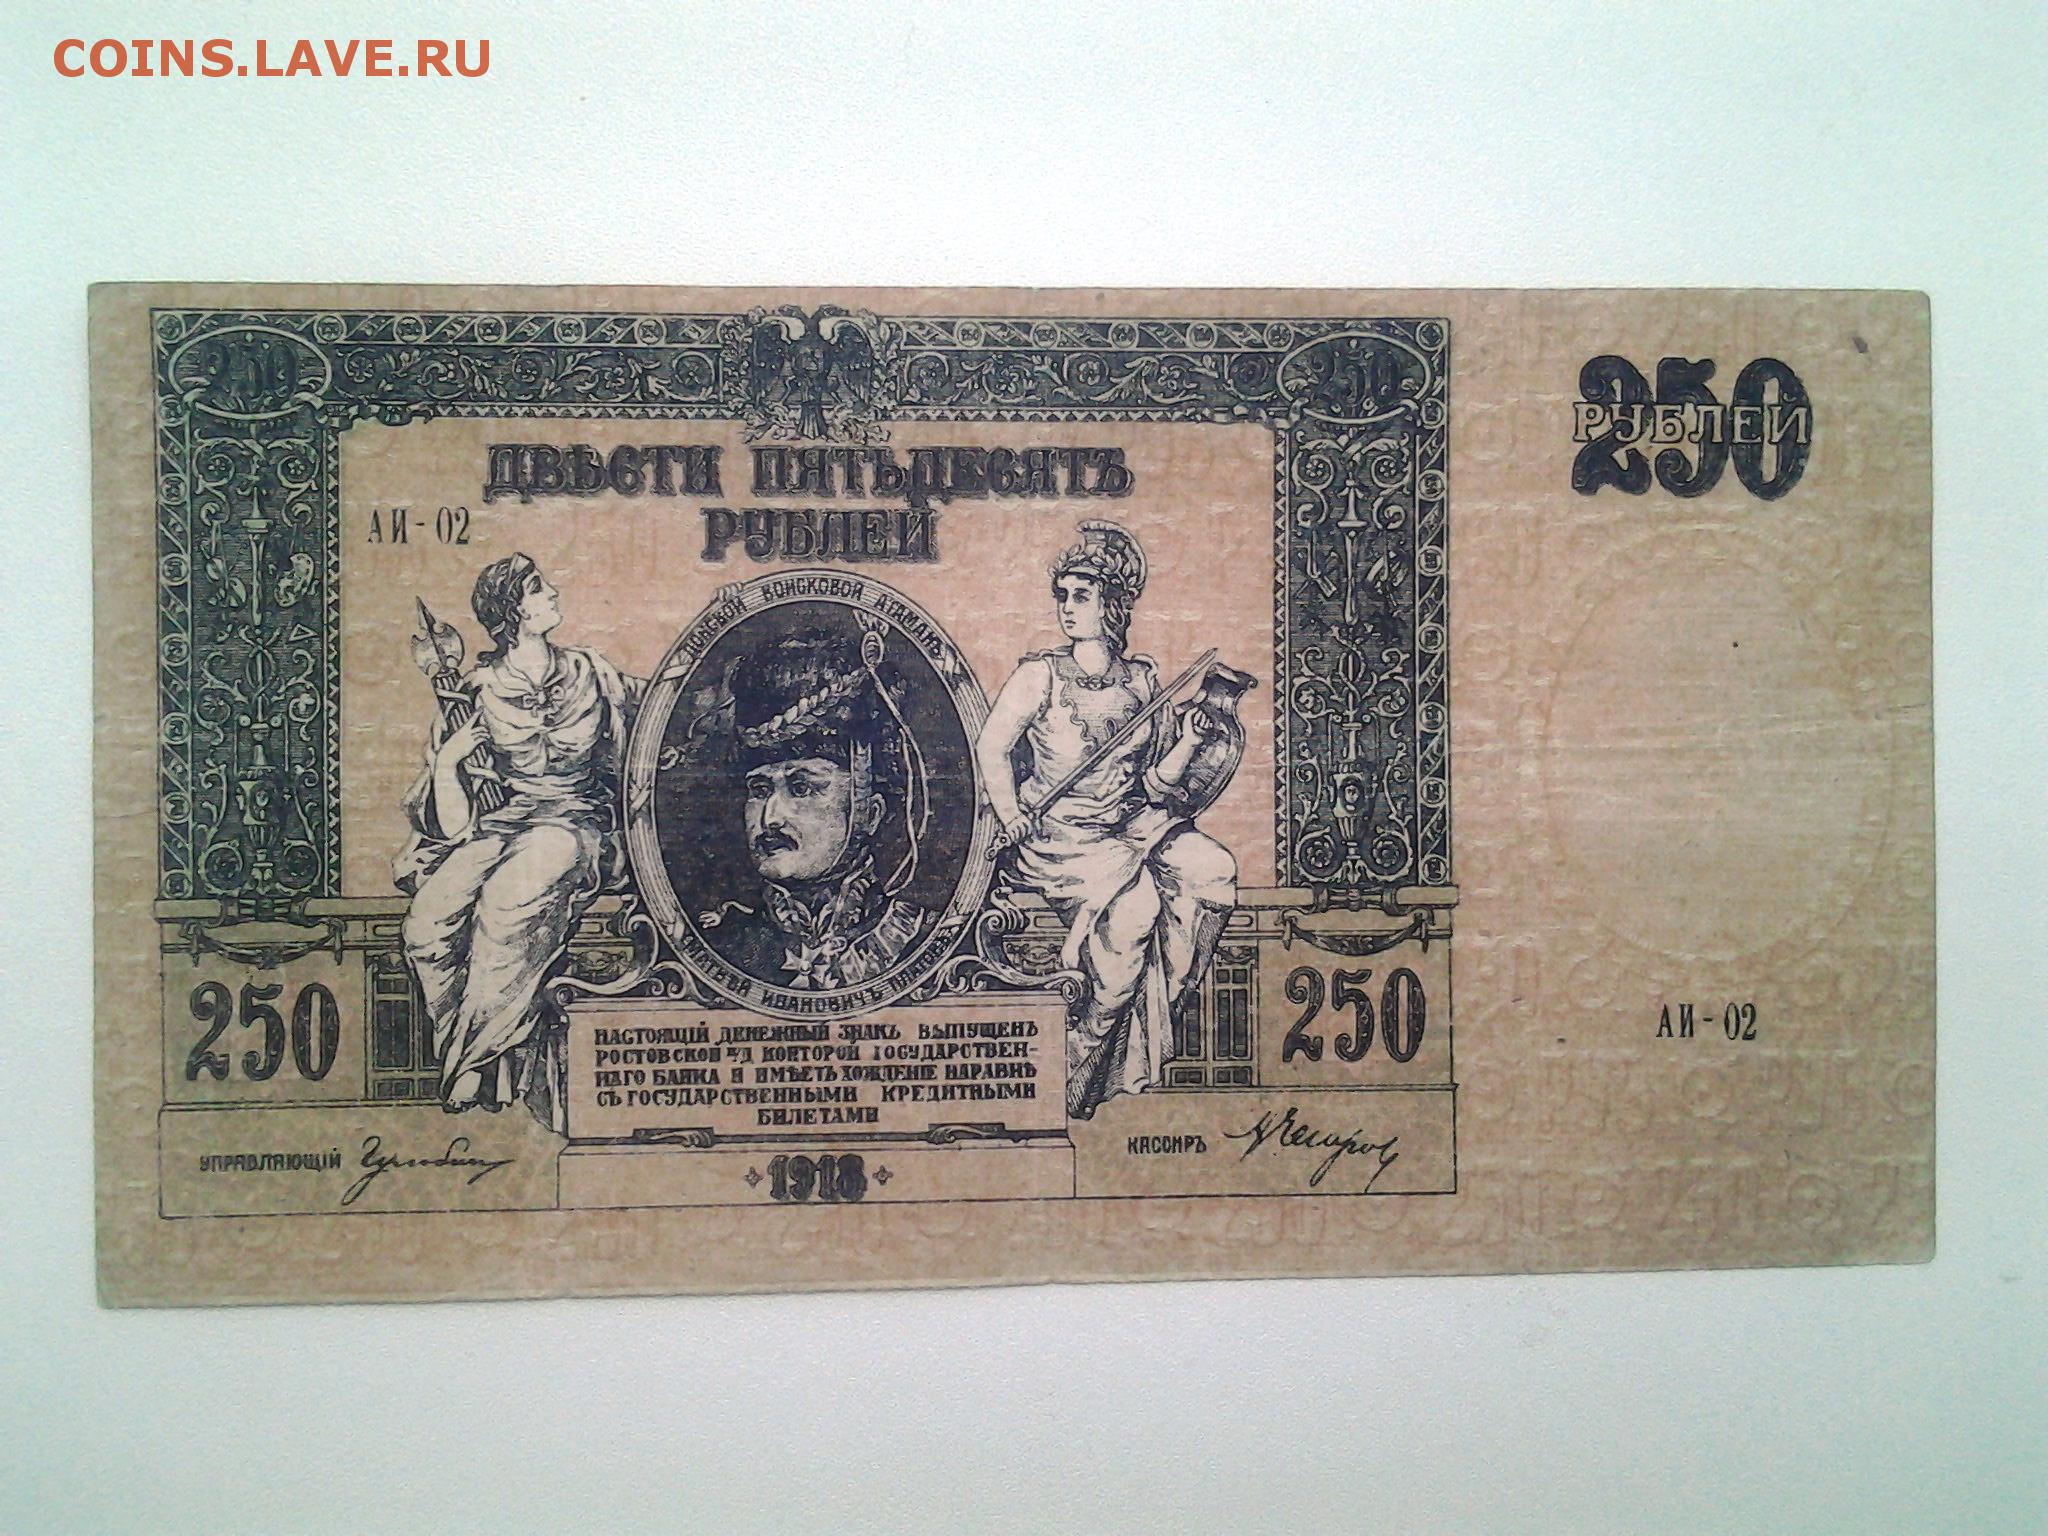 COINS.LAVE.RU
250
250
ДВѢСТИ ПЯТЬДЕСЯТЪ
РУБЛЕЙ
АИ-02
250
РУБЛЕЙ
ДОНСКОЙ ВОЙСКОВОЙ АТАМАНЪ
МАТВѢЙ ИВАНОВИЧЪ ПЛАТОВЪ
250
250
АИ-02
НАСТОЯЩІЙ ДЕНЕЖНЫЙ ЗНАКЪ ВЫПУЩЕНЪ
РОСТОВСКОЙ Н/Д КОНТОРОЙ ГОСУДАРСТВЕН-
НАГО БАНКА И ИМѢЕТЪ ХОЖДЕНІЕ НАРАВНѢ
СЪ ГОСУДАРСТВЕННЫМИ КРЕДИТНЫМИ
БИЛЕТАМИ
УПРАВЛЯЮЩІЙ
КАССИРЪ
1918